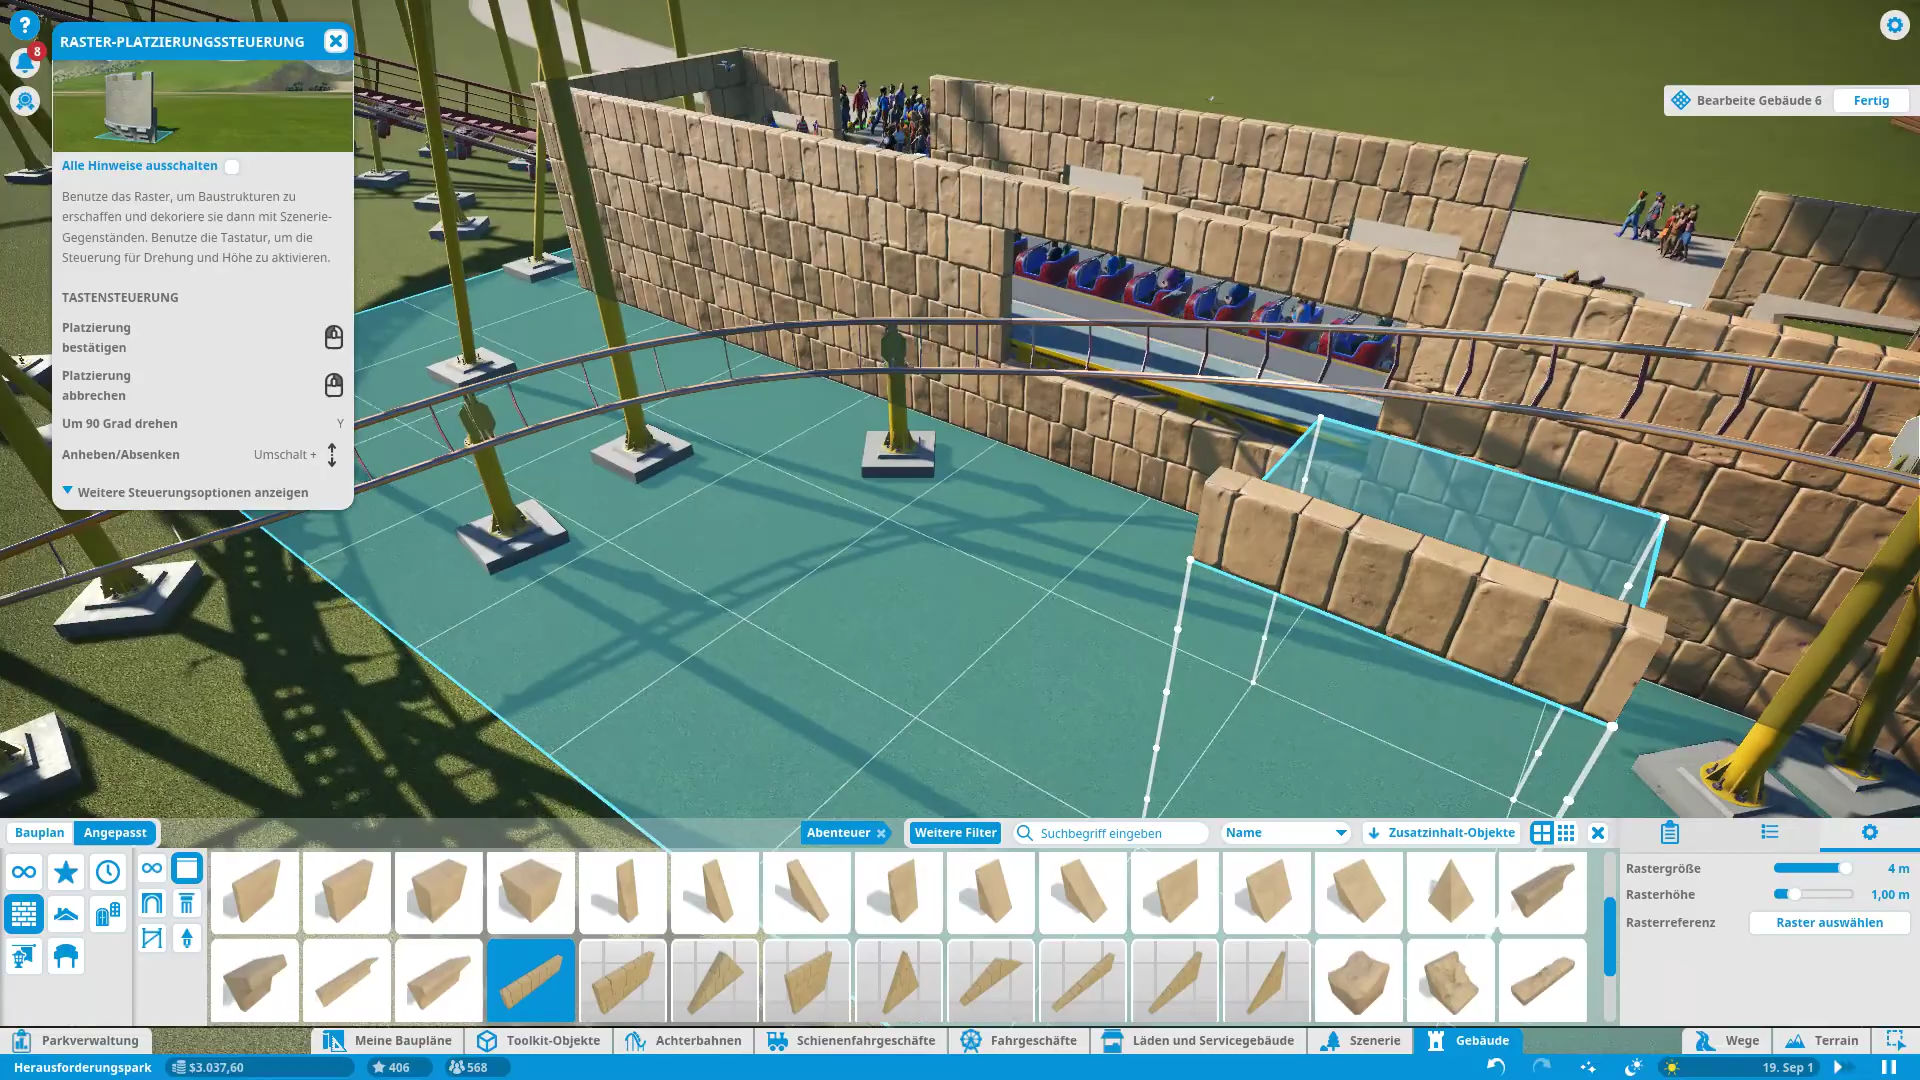 ?
8
RASTER-PLATZIERUNGSSTEUERUNG
Alle Hinweise ausschalten
Benutze das Raster, um Baustrukturen zu
erschaffen und dekoriere sie dann mit Szenerie-
Gegenständen. Benutze die Tastatur, um die
Steuerung für Drehung und Höhe zu aktivieren.
TASTENSTEUERUNG
Platzierung
bestätigen
Platzierung
abbrechen
Um 90 Grad drehen Y
Anheben/Absenken Umschalt +
Weitere Steuerungsoptionen anzeigen
Bearbeite Gebäude 6 Fertig
Bauplan Angepasst
Abenteuer
Weitere Filter
Suchbegriff eingeben
Name
Zusatzinhalt-Objekte
Rastergröße 4 m
Rasterhöhe 1,00 m
Rasterreferenz Raster auswählen
Parkverwaltung
Meine Baupläne
Toolkit-Objekte
Achterbahnen
Schienenfahrgeschäfte
Fahrgeschäfte
Läden und Servicegebäude
Szenerie
Gebäude
Wege
Terrain
Herausforderungspark
$3.037,60
406
568
19. Sep 1